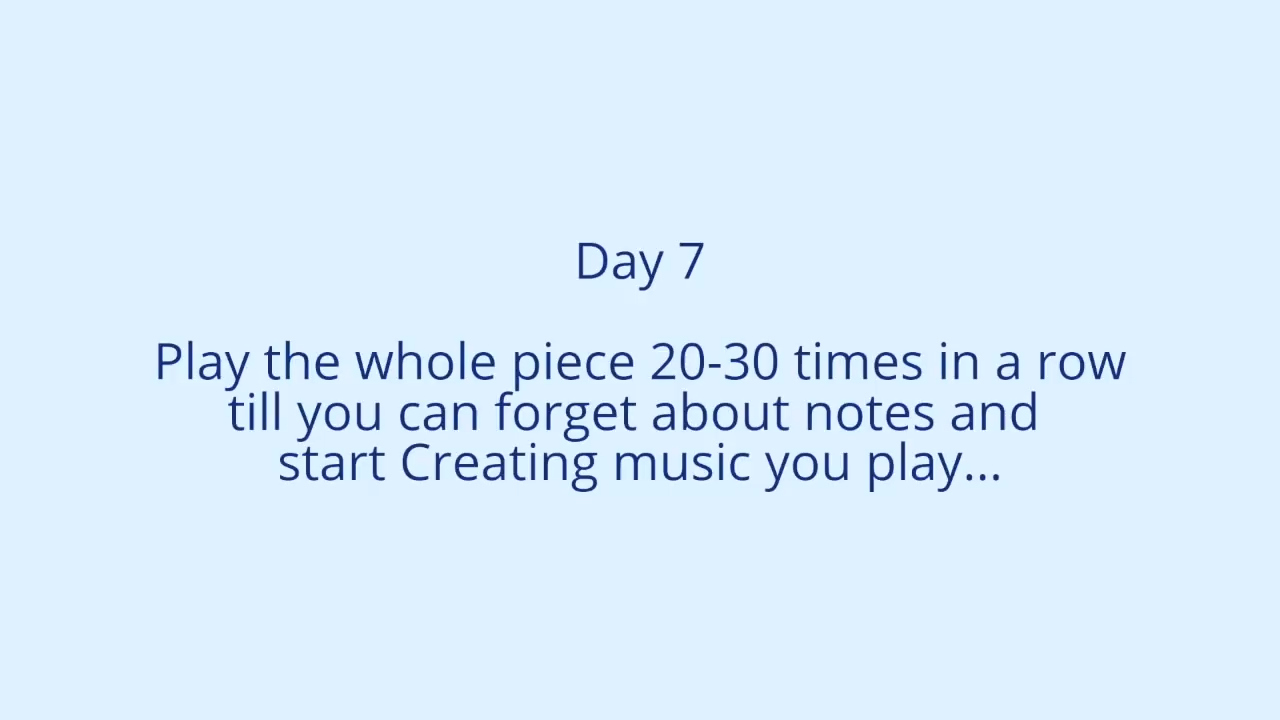 Day 7
Play the whole piece 20-30 times in a row
till you can forget about notes and
start Creating music you play...